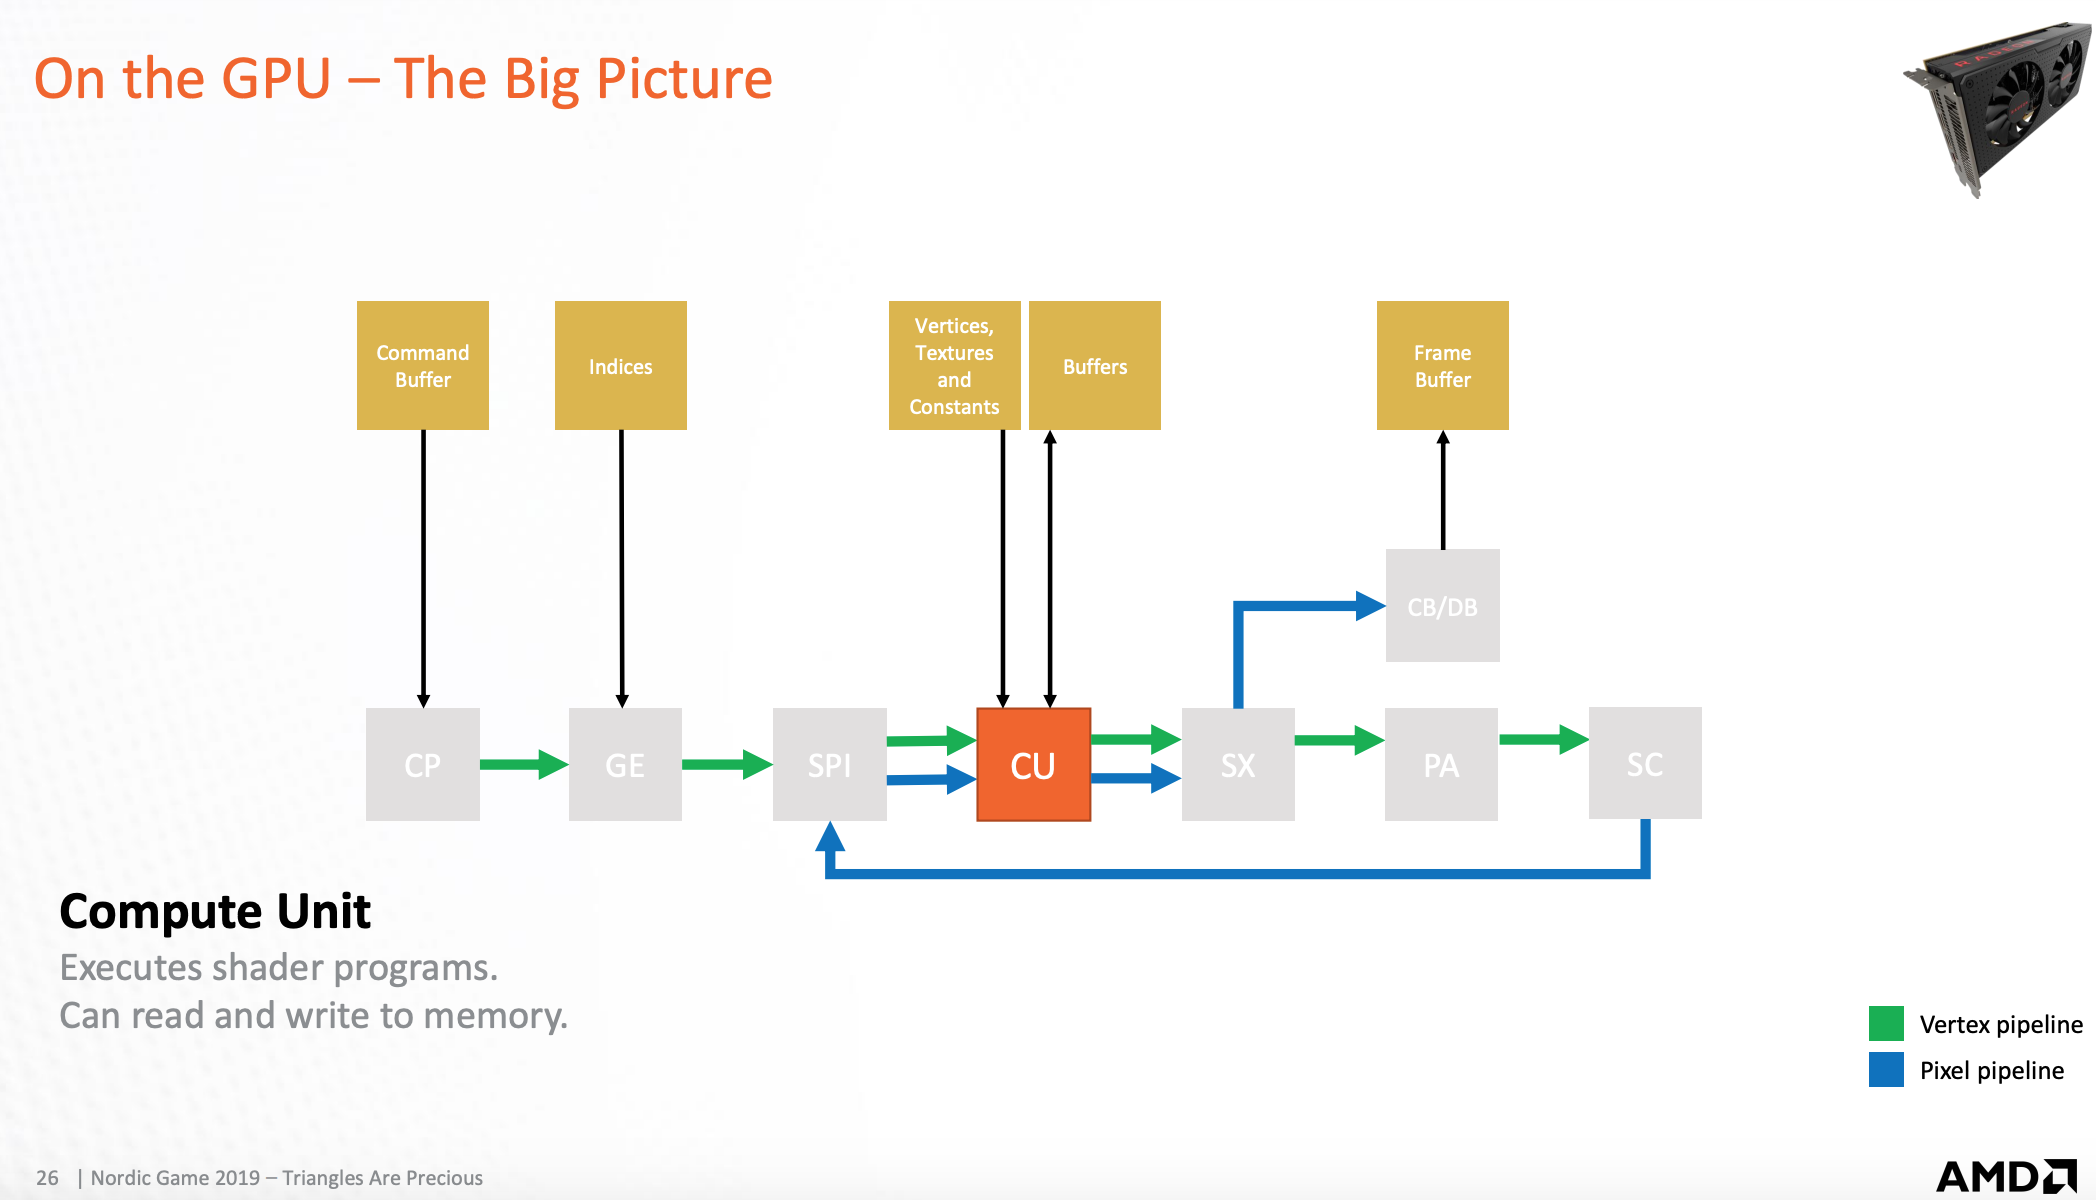 On the GPU – The Big Picture
RADEON
Command
Buffer
Indices
Vertices,
Textures
and
Constants
Buffers
Frame
Buffer
CB/DB
CP
GE
SPI
CU
SX
PA
SC
Compute Unit
Executes shader programs.
Can read and write to memory.
Vertex pipeline
Pixel pipeline
26 | Nordic Game 2019 – Triangles Are Precious
AMD